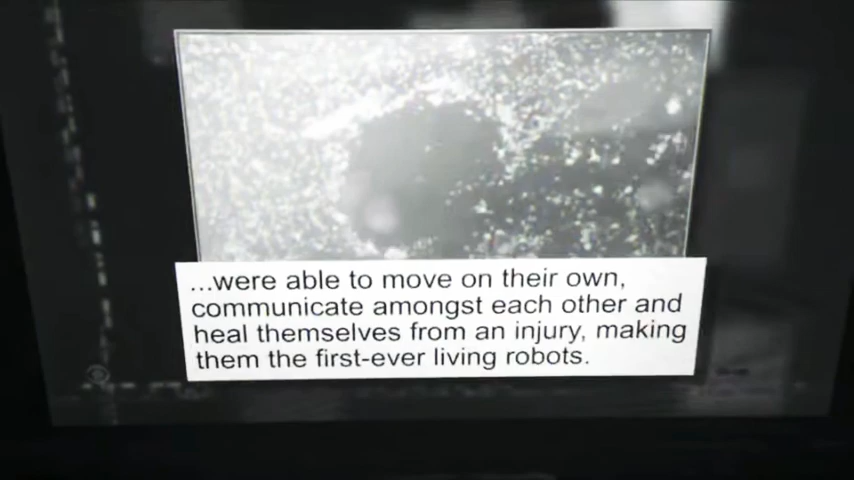 ...were able to move on their own,
communicate amongst each other and
heal themselves from an injury, making
them the first-ever living robots.